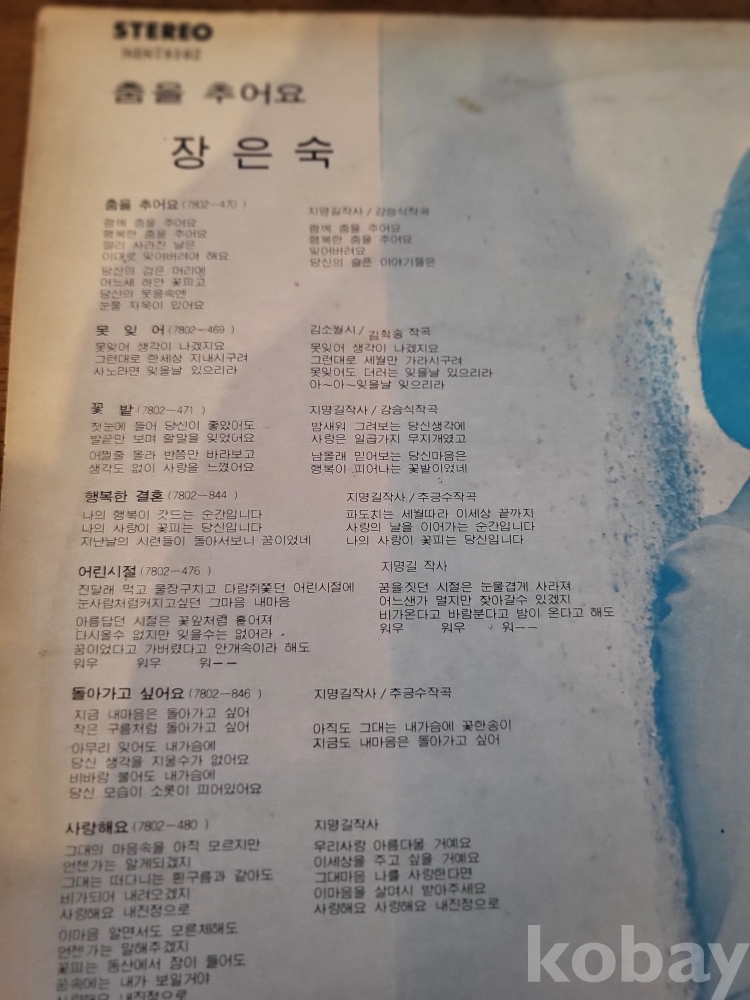 STEREO
춤을 추어요
장 은 숙
춤을 추어요 (7802-470) 지명길작사 / 강승식작곡
함께 춤을 추어요
행복한 춤을 추어요
멀리 사라진 날은
이대로 잊어버려야 해요
당신의 검은 머리에
어느새 하얀 꽃피고
당신의 웃음속엔
눈물 자욱이 있어요
함께 춤을 추어요
행복한 춤을 추어요
잊어버려요
당신의 슬픈 이야기들은
못 잊 어 (7802-469) 김소월시 / 김희송 작곡
못잊어 생각이 나겠지요
그런대로 한세상 지내시구려
사노라면 잊을날 있으리라
못잊어 생각이 나겠지요
그런대로 세월만 가라시구려
못잊어도 더러는 잊으리라
아~아~잊을날 잊으리라
꽃 밭 (7802-471) 지명길작사 / 강승식작곡
첫눈에 들어 당신이 좋았어도
발끝만 보며 할말을 잊었어요
어쩔줄 몰라 반쯤만 바라보고
생각도 없이 사랑을 느꼈어요
밤새워 그려보는 당신생각에
사랑은 일곱가지 무지개였고
남몰래 믿어보는 당신마음은
행복이 피어나는 꽃밭이었네
행복한 결혼 (7802-844) 지명길작사 / 추긍수작곡
나의 행복이 갓드는 순간입니다
나의 사랑이 꽃피는 당신입니다
지난날의 시련들이 돌아서보니 꿈이었네
파도치는 세월따라 이세상 끝까지
사랑의 날을 이어가는 순간입니다
나의 사랑이 꽃피는 당신입니다
어린시절 (7802-476) 지명길 작사
진달래 먹고 물장구치고 다람쥐쫓던 어린시절에
눈사람처럼커지고싶던 그마음 내마음
아름답던 시절은 꽃잎처럼 흩어져
다시올수 없지만 잊을수는 없어라
꿈이었다고 가버렸다고 안개속이라 해도
워우 워우 워--
꿈을짓던 시절은 눈물겹게 사라져
어느샌가 멀지만 찾아갈수 있겠지
비가온다고 바람분다고 밤이 온다고 해도
워우 워우 워--
돌아가고 싶어요 (7802-846) 지명길작사 / 추긍수작곡
지금 내마음은 돌아가고 싶어
작은 구름처럼 돌아가고 싶어
아무리 잊어도 내가슴에
당신 생각을 지울수가 없어요
비바람 불어도 내가슴에
당신 모습이 소롯이 피어있어요
아직도 그대는 내가슴에 꽃한송이
지금도 내마음은 돌아가고 싶어
사랑해요 (7802-480) 지명길작사
그대의 마음속을 아직 모르지만
언젠가는 알게되겠지
그대는 떠다니는 흰구름과 같아도
비가되어 내려오겠지
사랑해요 내진정으로
이마음 알면서도 모른체해도
언젠가는 말해주겠지
꽃피는 동산에서 잠이 들어도
꿈속에는 내가 보일거야
사랑해요 내진정으로
우리사랑 아름다울 거예요
이세상을 주고 싶을 거예요
그대마음 나를 사랑한다면
이마음을 살며시 받아주세요
사랑해요 사랑해요 내진정으로
kobay